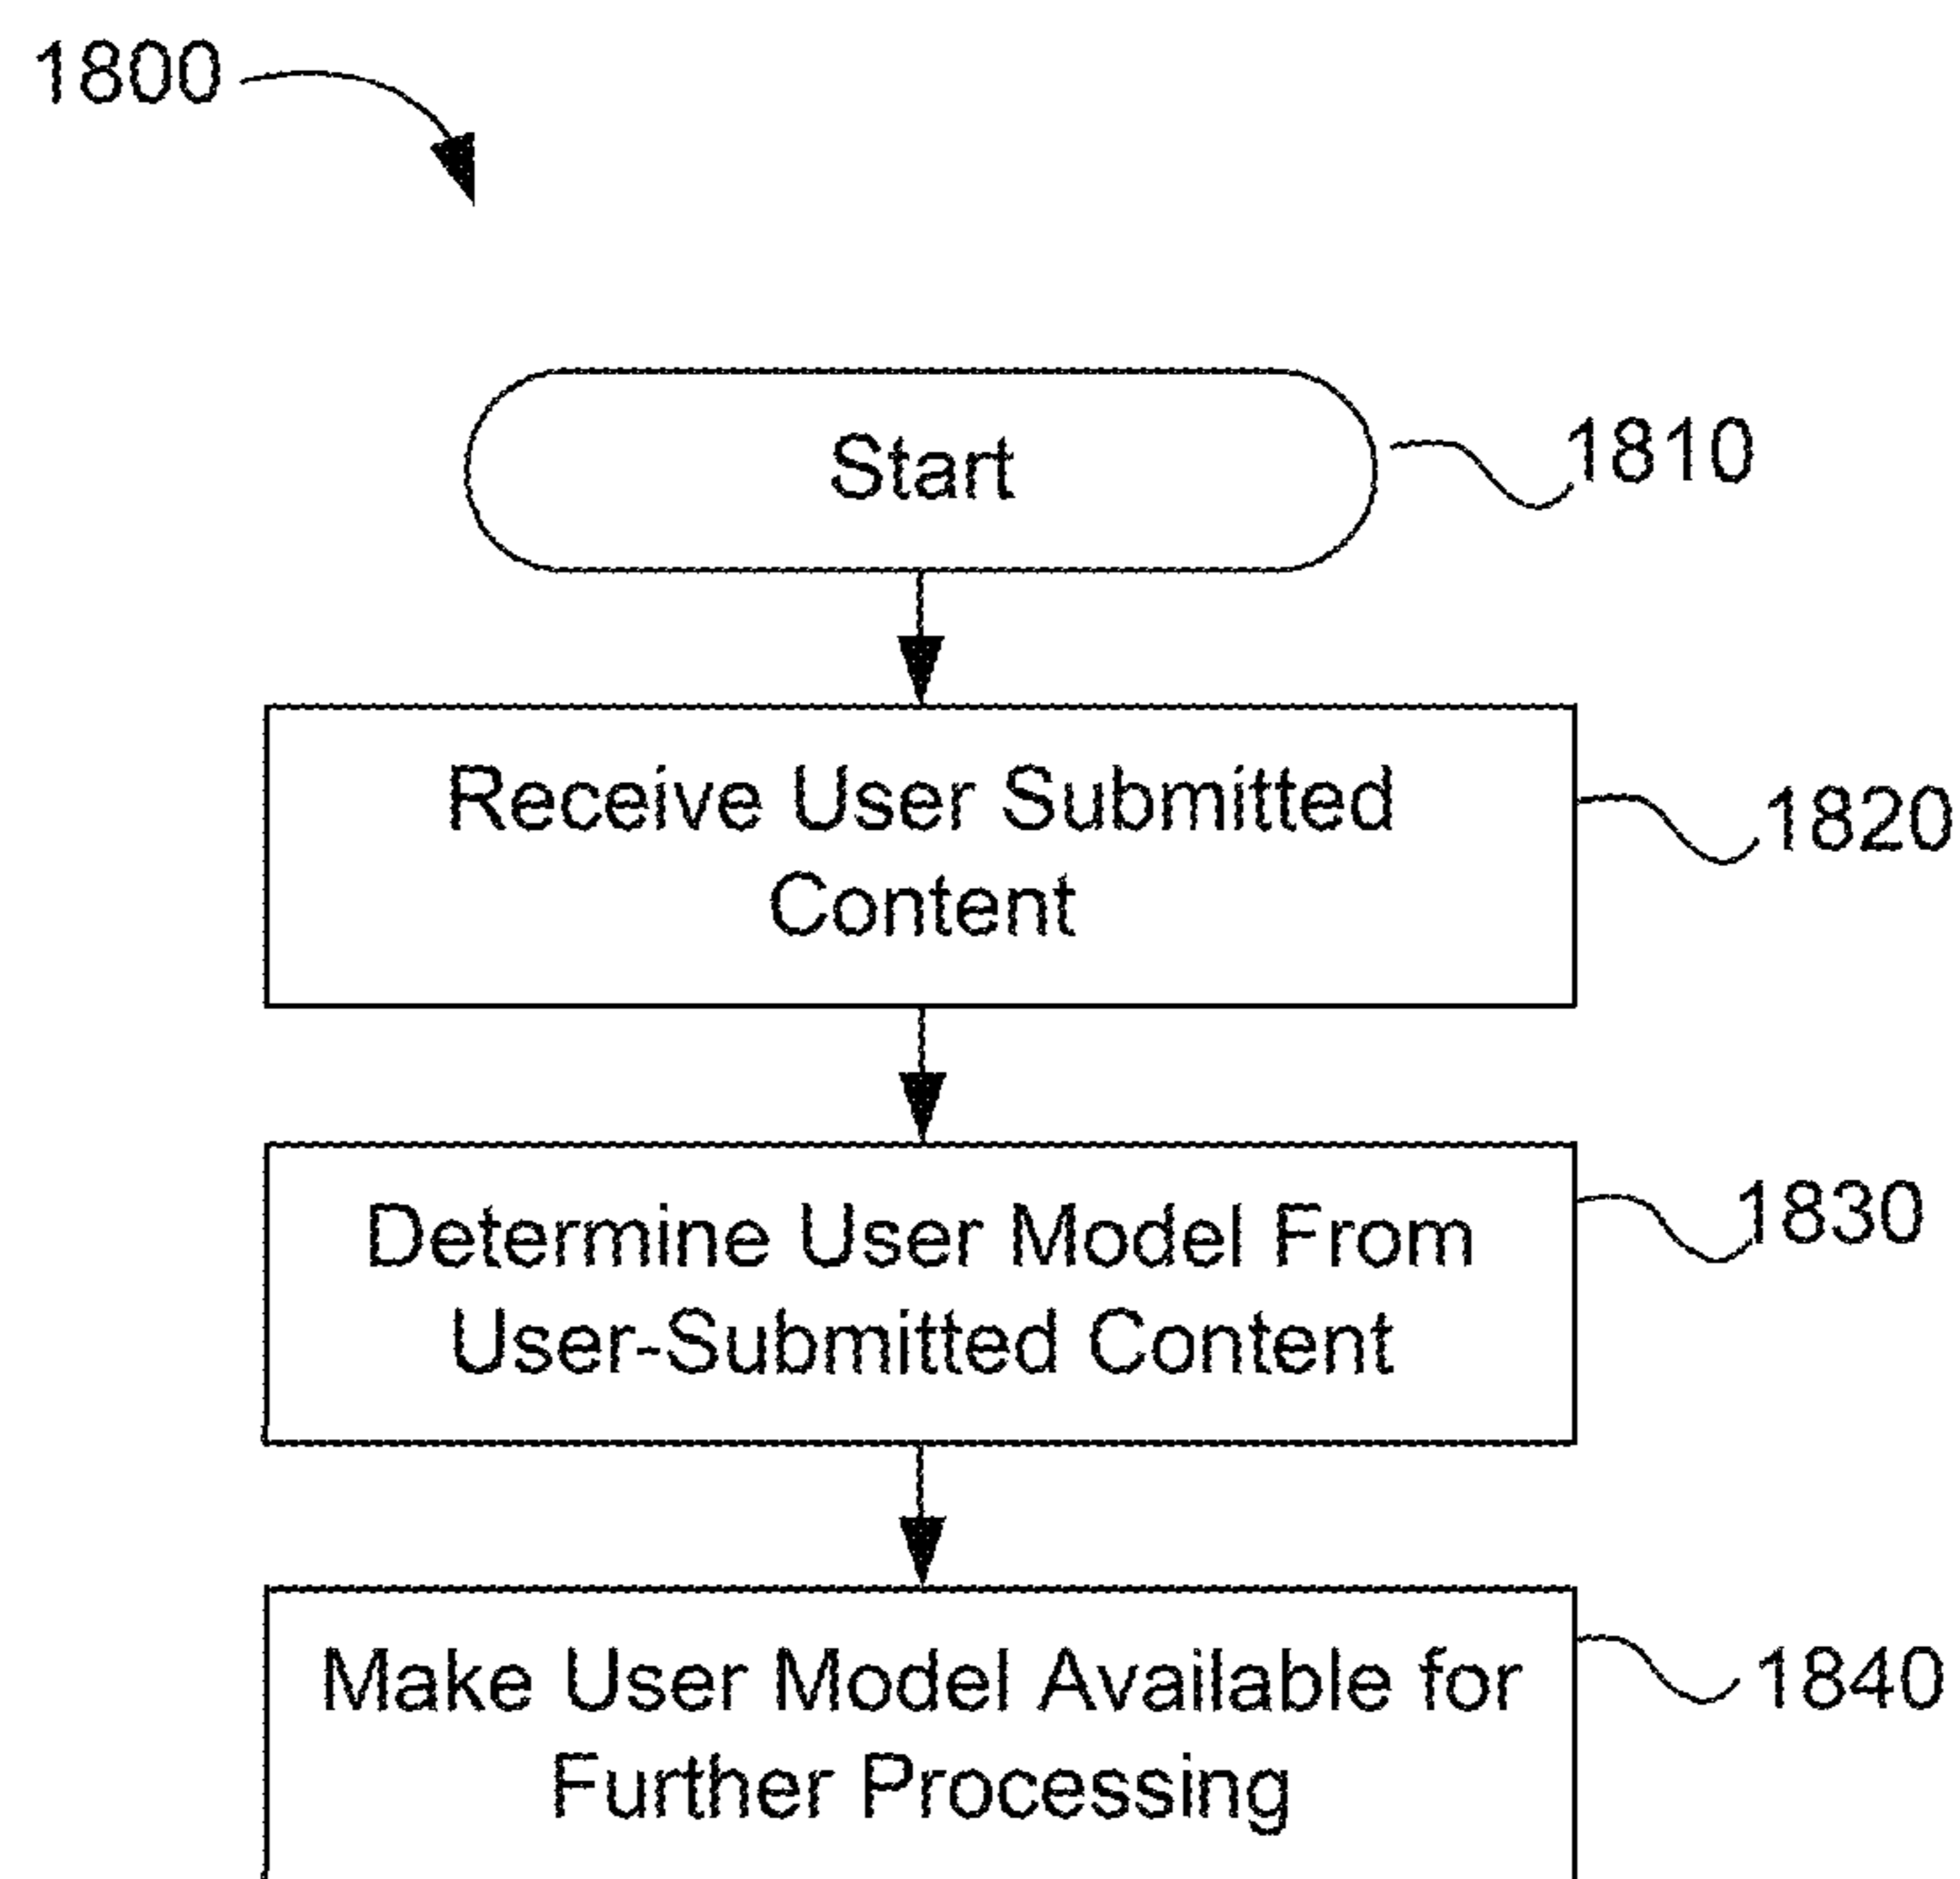 1800
Start
1810
Receive User Submitted
Content
1820
Determine User Model From
User-Submitted Content
1830
Make User Model Available for
Further Processing
1840